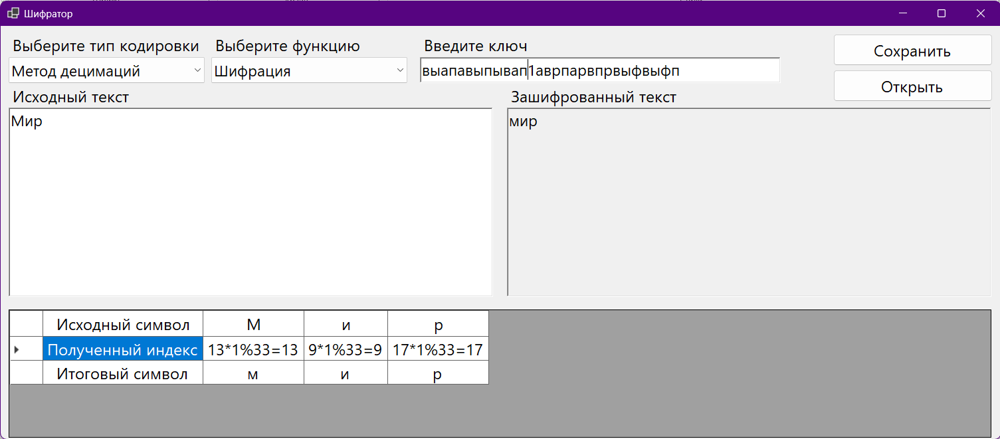 Шифратор
Выберите тип кодировки Выберите функцию Введите ключ
Метод децимаций Шифрация выапавыпывап1аврпарвпрвыфвыфп
Сохранить
Открыть
Исходный текст Зашифрованный текст
Мир мир
Исходный символ М и р
Полученный индекс 13*1%33=13 9*1%33=9 17*1%33=17
Итоговый символ м и р